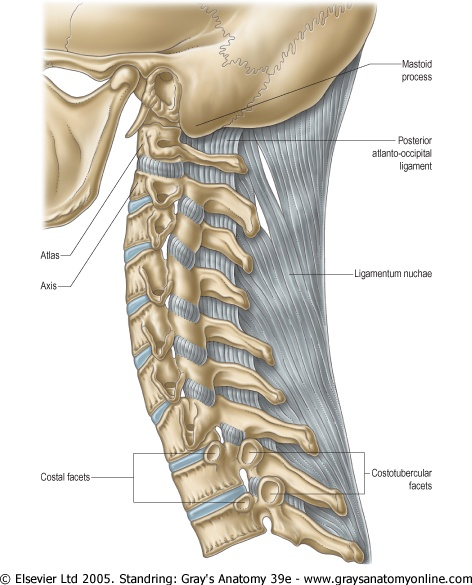 Mastoid
process
Posterior
atlanto-occipital
ligament
Atlas
Ligamentum nuchae
Axis
Costal facets
Costotubercular
facets
© Elsevier Ltd 2005. Standring: Gray's Anatomy 39e - www.graysanatomyonline.com